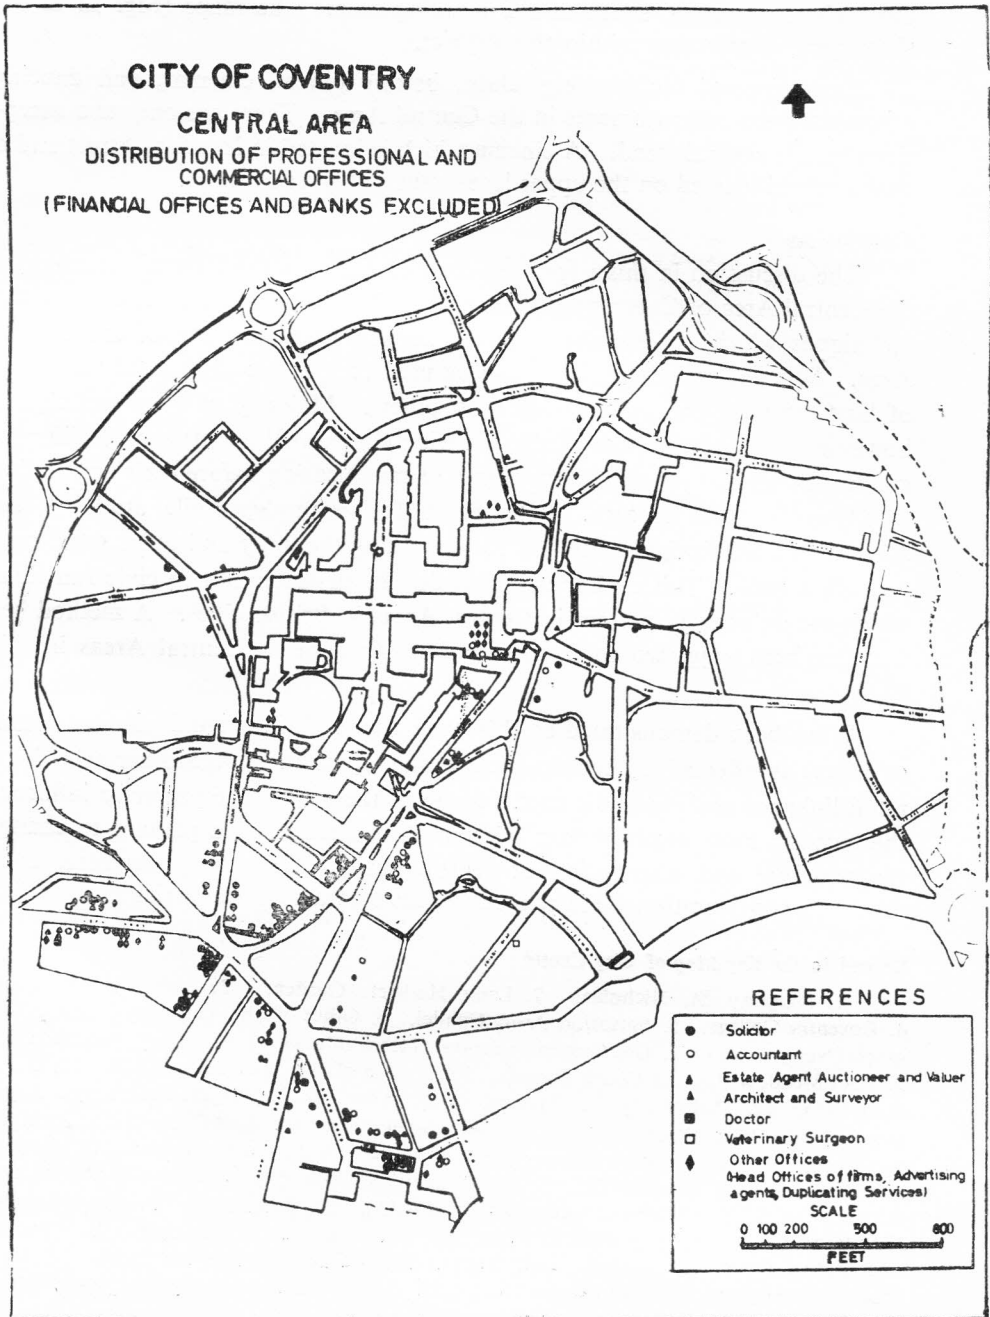 CITY OF COVENTRY
CENTRAL AREA
DISTRIBUTION OF PROFESSIONAL AND
COMMERCIAL OFFICES
(FINANCIAL OFFICES AND BANKS EXCLUDED)
REFERENCES
Solicitor
Accountant
Estate Agent Auctioneer and Valuer
Architect and Surveyor
Doctor
Veterinary Surgeon
Other Offices
(Head Offices of firms, Advertising
agents, Duplicating Services)
SCALE
0 100 200 500 800
FEET